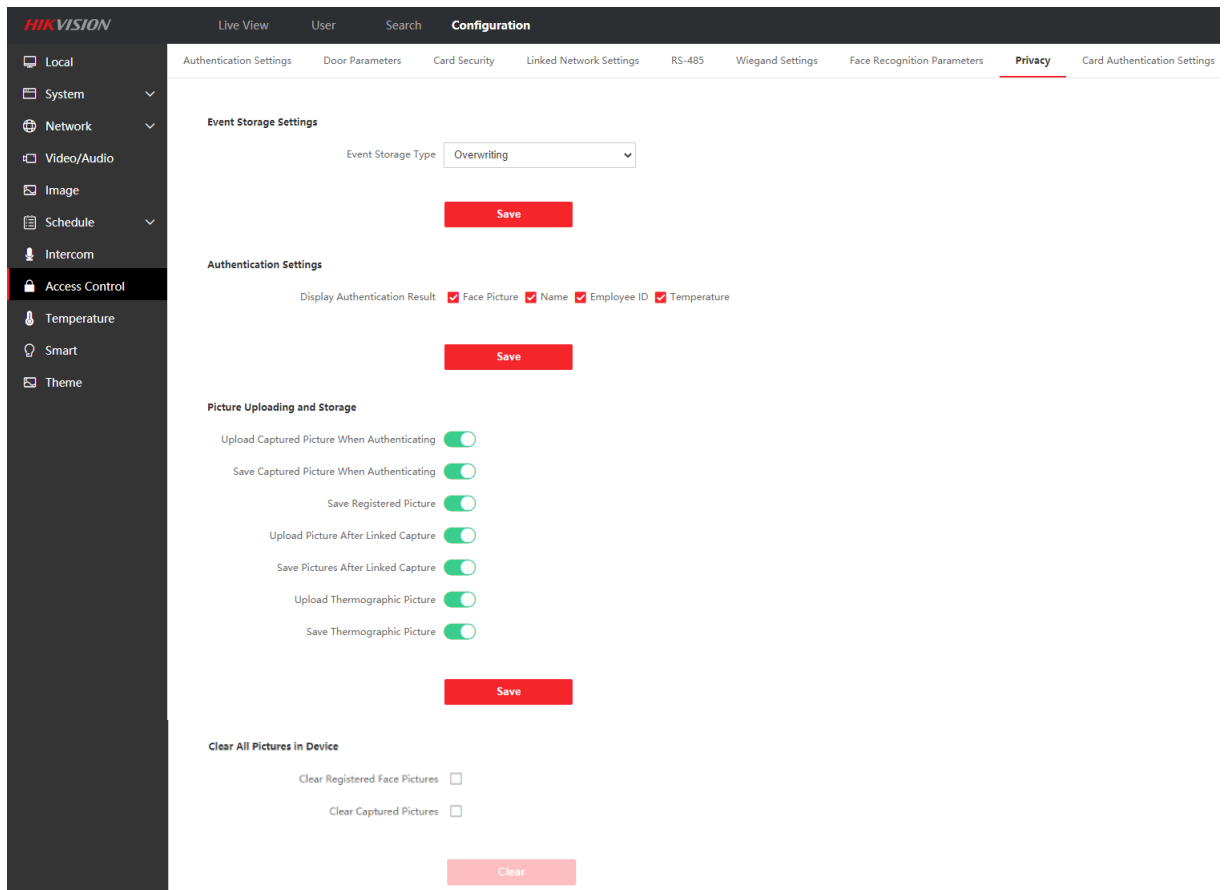 HIKVISION Live View User Search Configuration
Local
System
Network
Video/Audio
Image
Schedule
Intercom
Access Control
Temperature
Smart
Theme
Authentication Settings Door Parameters Card Security Linked Network Settings RS-485 Wiegand Settings Face Recognition Parameters Privacy Card Authentication Settings
Event Storage Settings
Event Storage Type Overwriting
Save
Authentication Settings
Display Authentication Result Face Picture Name Employee ID Temperature
Save
Picture Uploading and Storage
Upload Captured Picture When Authenticating
Save Captured Picture When Authenticating
Save Registered Picture
Upload Picture After Linked Capture
Save Pictures After Linked Capture
Upload Thermographic Picture
Save Thermographic Picture
Save
Clear All Pictures in Device
Clear Registered Face Pictures
Clear Captured Pictures
Clear